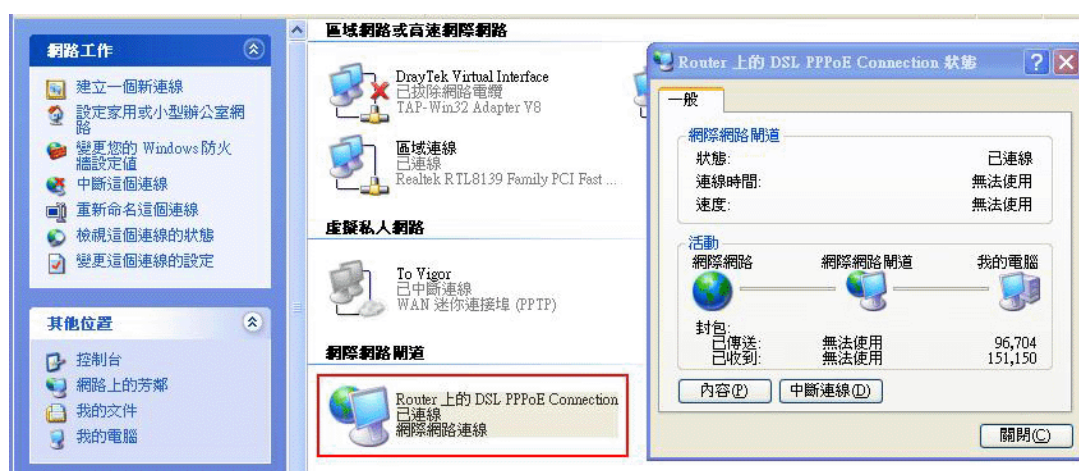 網路工作
建立一個新連線
設定家用或小型辦公室網
路
變更您的 Windows 防火
牆設定值
中斷這個連線
重新命名這個連線
檢視這個連線的狀態
變更這個連線的設定
其他位置
控制台
網路上的芳鄰
我的文件
我的電腦
區域網路或高速網際網路
DrayTek Virtual Interface
已拔除網路電纜
TAP-Win32 Adapter V8
區域連線
已連線
Realtek RTL8139 Family PCI Fast ...
虛擬私人網路
To Vigor
已中斷連線
WAN 迷你連接埠 (PPTP)
網際網路閘道
Router 上的 DSL PPPoE Connection
已連線
網際網路連線
Router 上的 DSL PPPoE Connection 狀態
一般
網際網路閘道
狀態: 已連線
連線時間: 無法使用
速度: 無法使用
活動
網際網路 網際網路閘道 我的電腦
封包:
已傳送: 無法使用 96,704
已收到: 無法使用 151,150
內容(P) 中斷連線(D)
關閉(C)